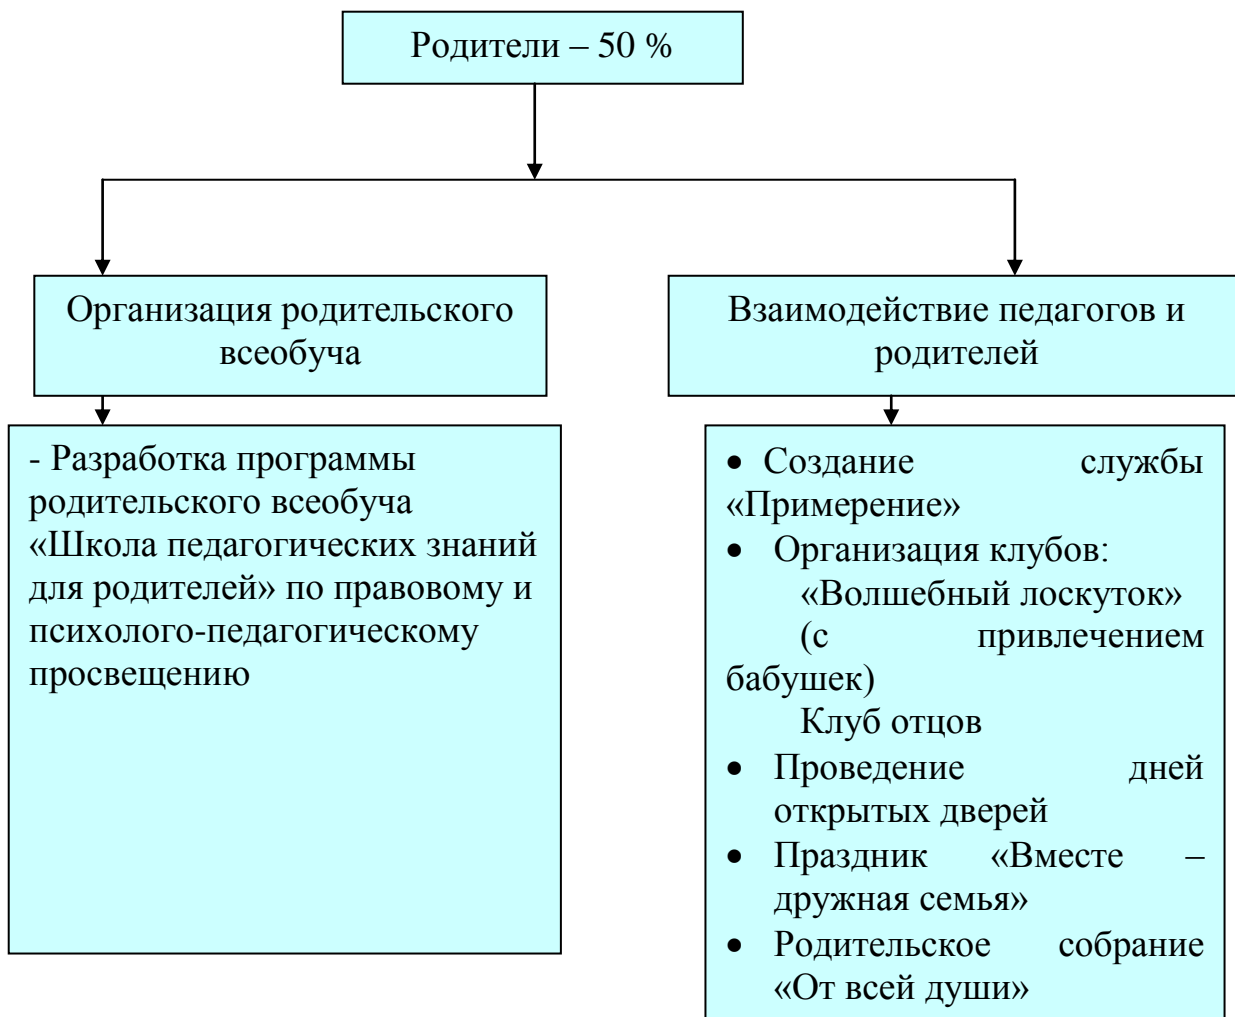 Родители – 50 %
Организация родительского
всеобуча
Взаимодействие педагогов и
родителей
- Разработка программы
родительского всеобуча
«Школа педагогических знаний
для родителей» по правовому и
психолого-педагогическому
просвещению
• Создание службы
«Примерение»
• Организация клубов:
«Волшебный лоскуток»
(с привлечением
бабушек)
Клуб отцов
• Проведение дней
открытых дверей
• Праздник «Вместе –
дружная семья»
• Родительское собрание
«От всей души»